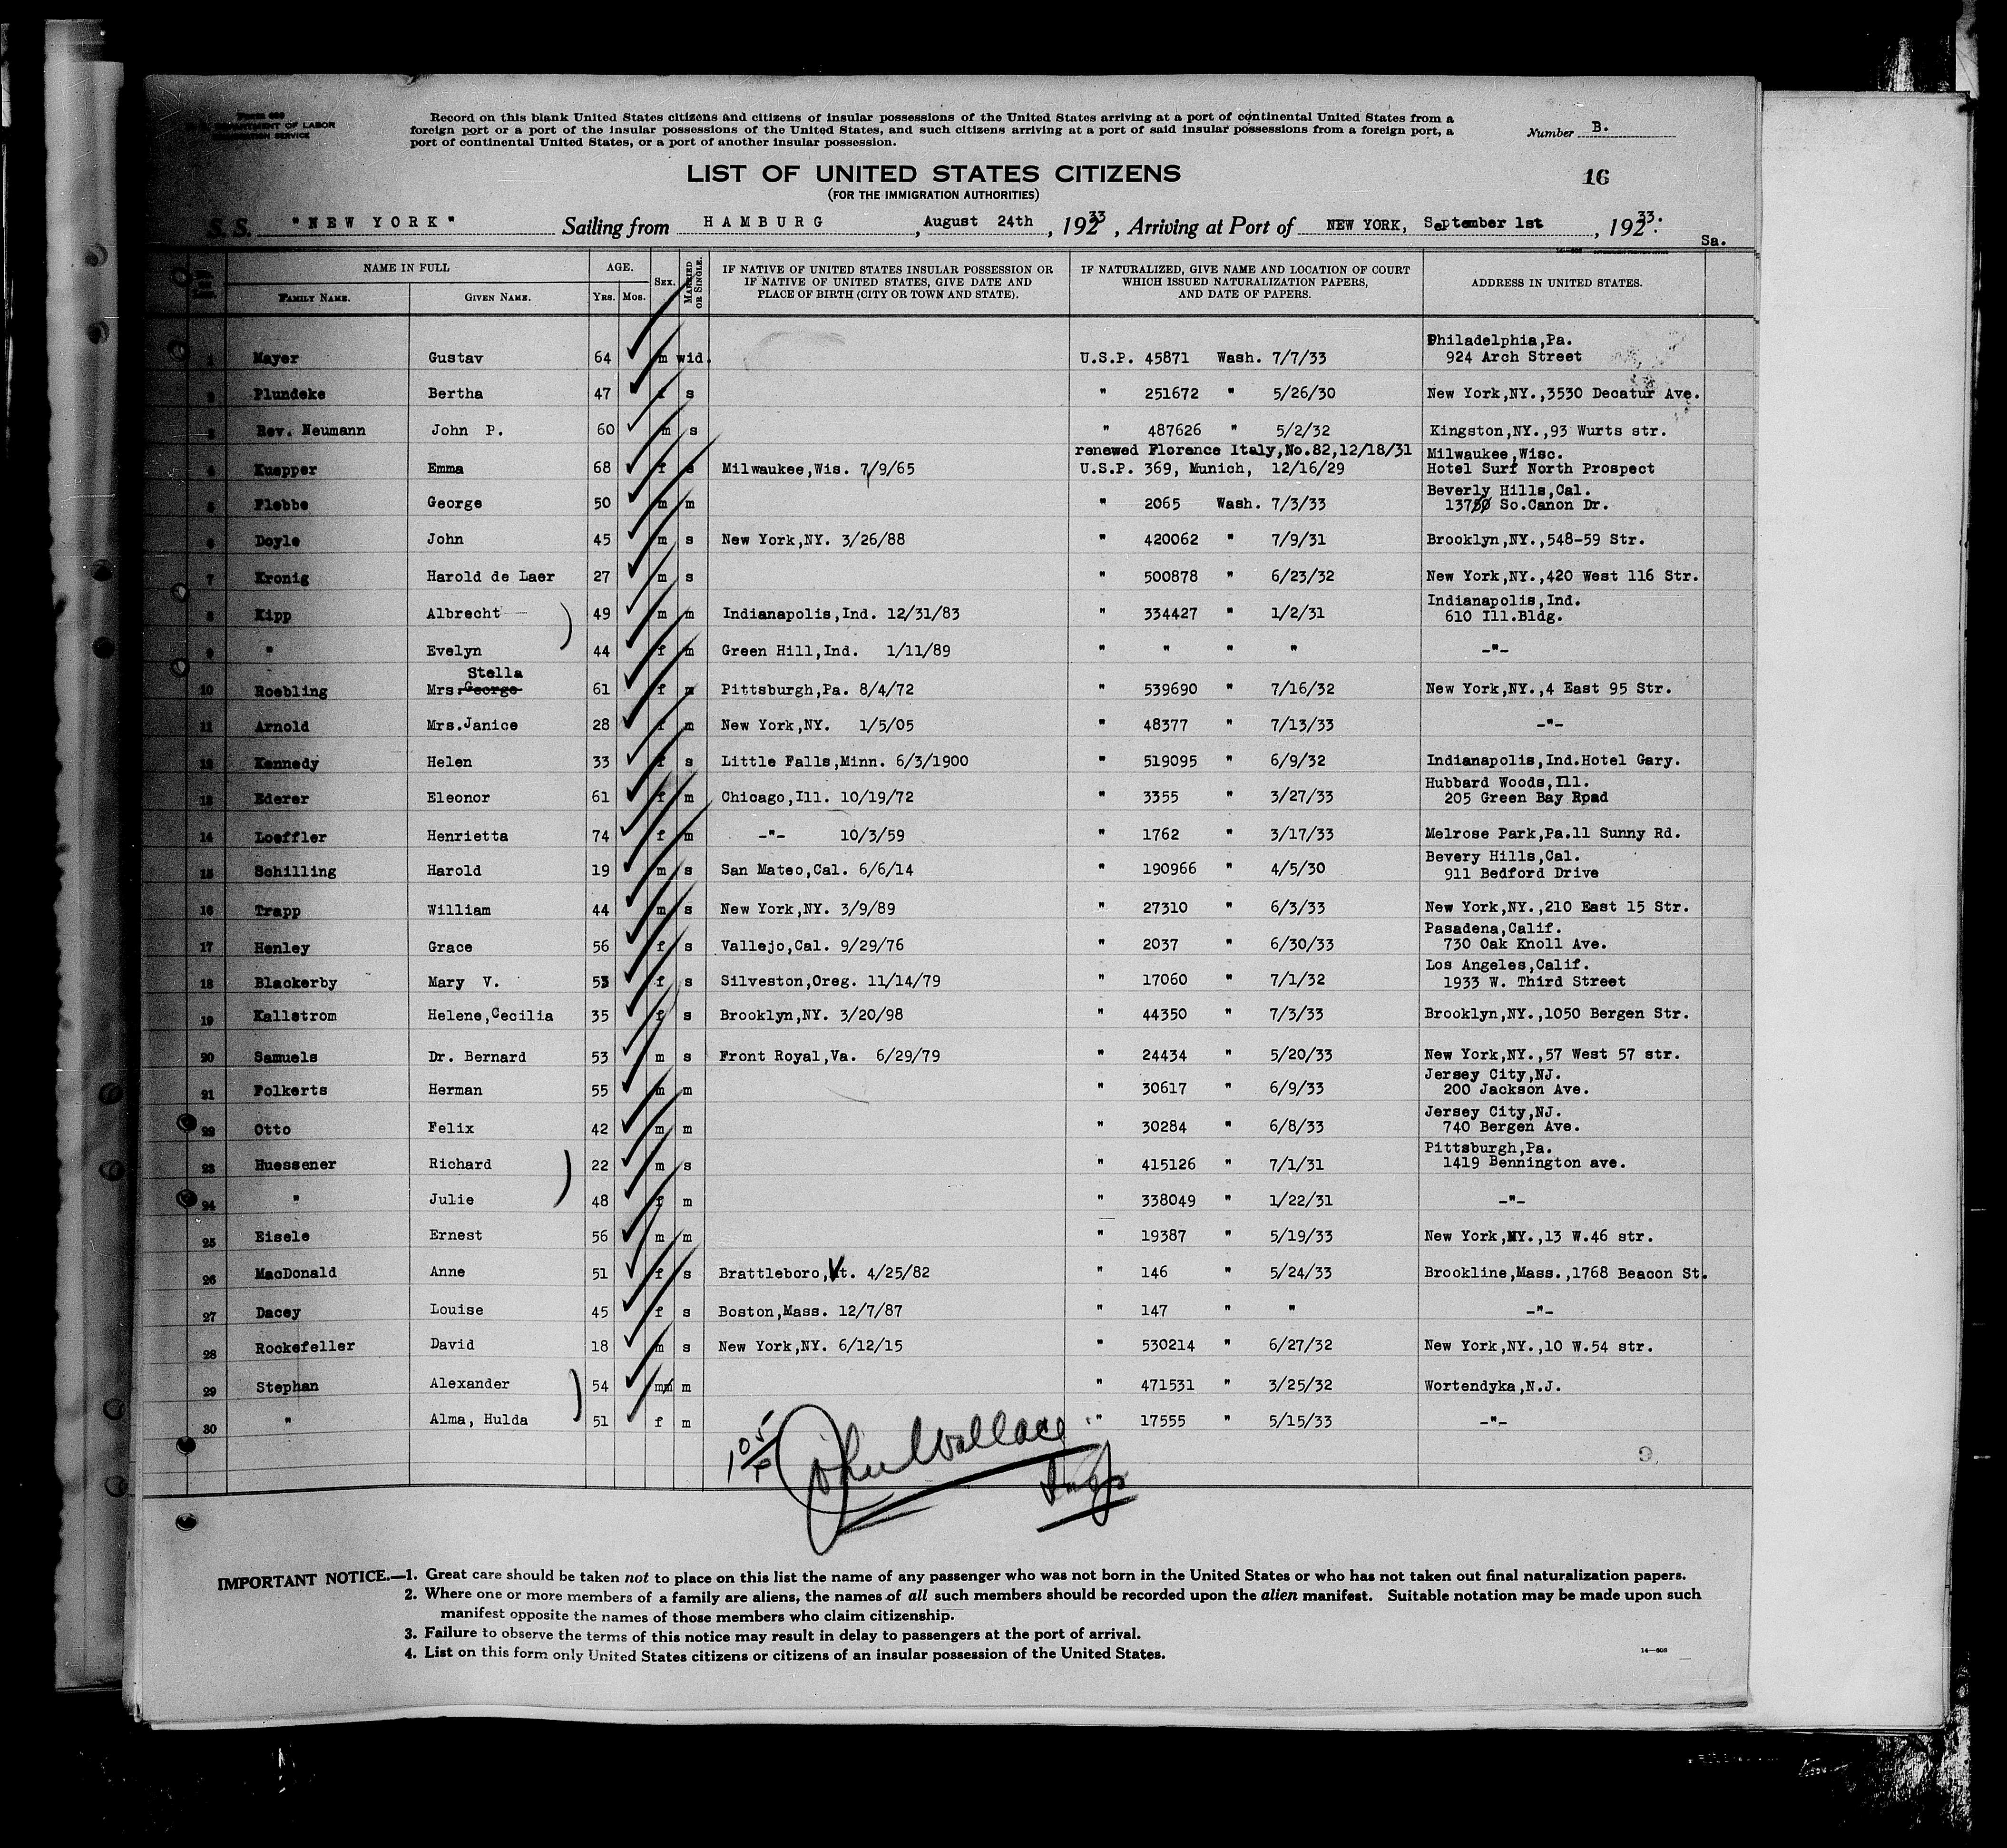 Form 600
DEPARTMENT OF LABOR
IMMIGRATION SERVICE
Record on this blank United States citizens and citizens of insular possessions of the United States arriving at a port of continental United States from a
foreign port or a port of the insular possessions of the United States, and such citizens arriving at a port of said insular possessions from a foreign port, a
port of continental United States, or a port of another insular possession.
Number B.
LIST OF UNITED STATES CITIZENS
(FOR THE IMMIGRATION AUTHORITIES)
16
S. S. "NEW YORK" Sailing from HAMBURG, August 24th, 19233, Arriving at Port of NEW YORK, September 1st, 19233:
Sa.
NAME IN FULL AGE. SEX. MARRIED OR SINGLE. IF NATIVE OF UNITED STATES INSULAR POSSESSION OR IF NATIVE OF UNITED STATES, GIVE DATE AND PLACE OF BIRTH (CITY OR TOWN AND STATE). IF NATURALIZED, GIVE NAME AND LOCATION OF COURT WHICH ISSUED NATURALIZATION PAPERS, AND DATE OF PAPERS. ADDRESS IN UNITED STATES.
FAMILY NAME. GIVEN NAME. YRS. MOS.
1 Mayer Gustav 64 m wid. U.S.P. 45871 Wash. 7/7/33 Philadelphia,Pa. 924 Arch Street
2 Plundeke Bertha 47 f s " 251672 " 5/26/30 New York,NY.,3530 Decatur Ave.
3 Rev. Neumann John P. 60 m s " 487626 " 5/2/32 Kingston,NY.,93 Wurts str.
renewed Florence Italy,No.82,12/18/31
4 Kuepper Emma 68 f s Milwaukee,Wis. 7/9/65 U.S.P. 369, Munich, 12/16/29 Milwaukee,Wisc. Hotel Surf North Prospect
5 Flebbe George 50 m m " 2065 Wash. 7/3/33 Beverly Hills,Cal. 13750 So.Canon Dr.
6 Doyle John 45 m s New York,NY. 3/26/88 " 420062 " 7/9/31 Brooklyn,NY.,548-59 Str.
7 Kronig Harold de Laer 27 m s " 500878 " 6/23/32 New York,NY.,420 West 116 Str.
8 Kipp Albrecht 49 m m Indianapolis,Ind. 12/31/83 " 334427 " 1/2/31 Indianapolis,Ind. 610 Ill.Bldg.
9 " Evelyn 44 f m Green Hill,Ind. 1/11/89 " " " " -"-
10 Roebling Mrs. George Stella 61 f m Pittsburgh,Pa. 8/4/72 " 539690 " 7/16/32 New York,NY.,4 East 95 Str.
11 Arnold Mrs.Janice 28 f m New York,NY. 1/5/05 " 48377 " 7/13/33 -"-
12 Kennedy Helen 33 f s Little Falls,Minn. 6/3/1900 " 519095 " 6/9/32 Indianapolis,Ind.Hotel Gary.
13 Ederer Eleonor 61 f m Chicago,Ill. 10/19/72 " 3355 " 3/27/33 Hubbard Woods,Ill. 205 Green Bay Rpad
14 Loeffler Henrietta 74 f m -"- 10/3/59 " 1762 " 3/17/33 Melrose Park,Pa.11 Sunny Rd.
15 Schilling Harold 19 m s San Mateo,Cal. 6/6/14 " 190966 " 4/5/30 Bevery Hills,Cal. 911 Bedford Drive
16 Trapp William 44 m s New York,NY. 3/9/89 " 27310 " 6/3/33 New York,NY.,210 East 15 Str.
17 Henley Grace 56 f s Vallejo,Cal. 9/29/76 " 2037 " 6/30/33 Pasadena,Calif. 730 Oak Knoll Ave.
18 Blackerby Mary V. 53 f s Silveston,Oreg. 11/14/79 " 17060 " 7/1/32 Los Angeles,Calif. 1933 W. Third Street
19 Kallstrom Helene,Cecilia 35 f s Brooklyn,NY. 3/20/98 " 44350 " 7/3/33 Brooklyn,NY.,1050 Bergen Str.
20 Samuels Dr. Bernard 53 m s Front Royal,Va. 6/29/79 " 24434 " 5/20/33 New York,NY.,57 West 57 str.
21 Folkerts Herman 55 m m " 30617 " 6/9/33 Jersey City,NJ. 200 Jackson Ave.
22 Otto Felix 42 m m " 30284 " 6/8/33 Jersey City,NJ. 740 Bergen Ave.
23 Huessener Richard 22 m s " 415126 " 7/1/31 Pittsburgh,Pa. 1419 Bennington ave.
24 " Julie 48 f m " 338049 " 1/22/31 -"-
25 Eisele Ernest 56 m m " 19387 " 5/19/33 New York,NY.,13 W.46 str.
26 MacDonald Anne 51 f s Brattleboro,Vt. 4/25/82 " 146 " 5/24/33 Brookline,Mass.,1768 Beacon St.
27 Dacey Louise 45 f s Boston,Mass. 12/7/87 " 147 " " -"-
28 Rockefeller David 18 m s New York,NY. 6/12/15 " 530214 " 6/27/32 New York,NY.,10 W.54 str.
29 Stephan Alexander 54 m m " 471531 " 3/25/32 Wortendyka,N.J.
30 " Alma, Hulda 51 f m " 17555 " 5/15/33 -"-
John Wallace
Insp
IMPORTANT NOTICE.—1. Great care should be taken not to place on this list the name of any passenger who was not born in the United States or who has not taken out final naturalization papers.
2. Where one or more members of a family are aliens, the names of all such members should be recorded upon the alien manifest. Suitable notation may be made upon such
manifest opposite the names of those members who claim citizenship.
3. Failure to observe the terms of this notice may result in delay to passengers at the port of arrival.
4. List on this form only United States citizens or citizens of an insular possession of the United States.
14—608